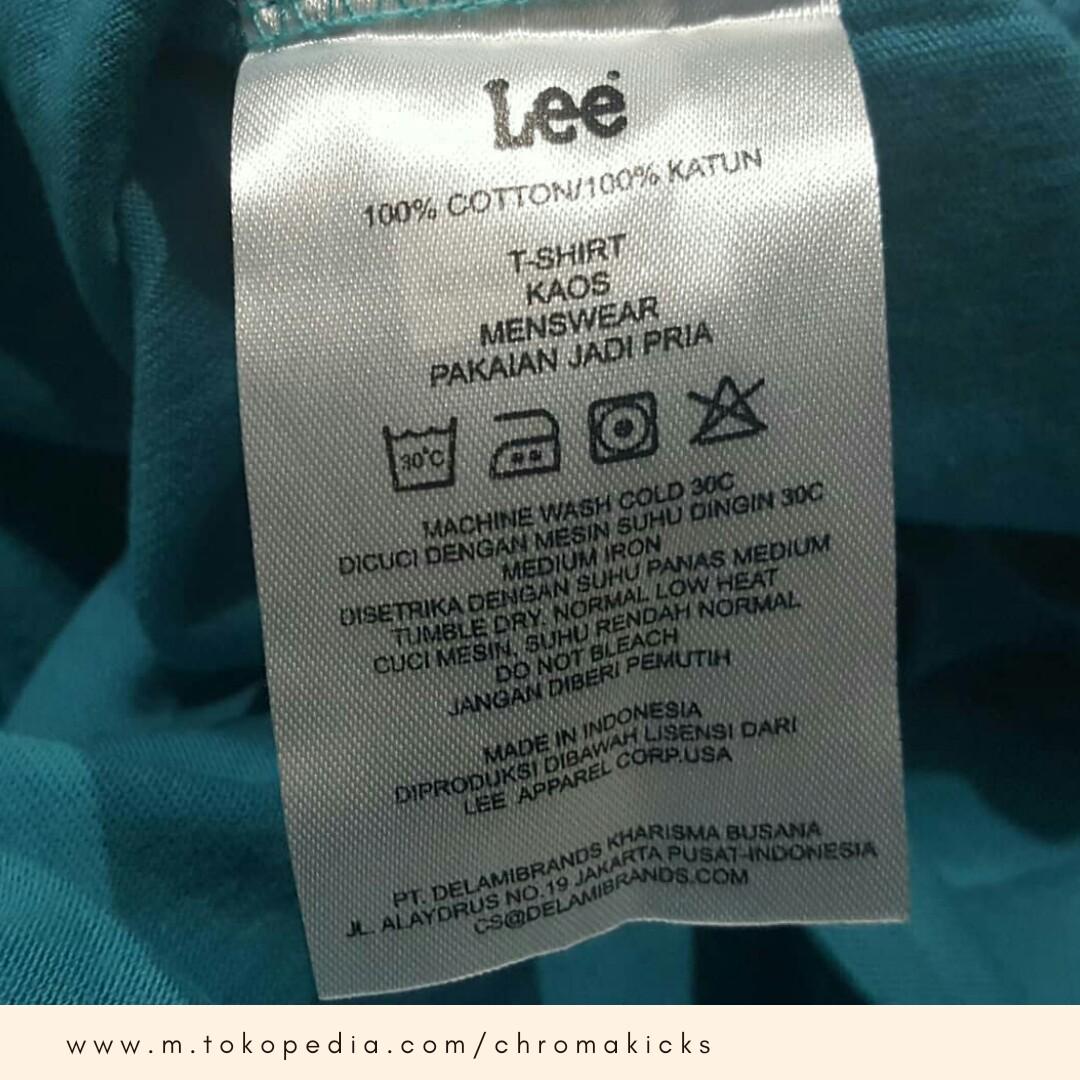 Lee
100% COTTON/100% KATUN
T-SHIRT
KAOS
MENSWEAR
PAKAIAN JADI PRIA
30°C
MACHINE WASH COLD 30C
DICUCI DENGAN MESIN SUHU DINGIN 30C
MEDIUM IRON
DISETRIKA DENGAN SUHU PANAS MEDIUM
TUMBLE DRY. NORMAL LOW HEAT
CUCI MESIN, SUHU RENDAH NORMAL
DO NOT BLEACH
JANGAN DIBERI PEMUTIH
MADE IN INDONESIA
DIPRODUKSI DIBAWAH LISENSI DARI
LEE APPAREL CORP.USA
PT. DELAMIBRANDS KHARISMA BUSANA
JL. ALAYDRUS NO.19 JAKARTA PUSAT-INDONESIA
CS@DELAMIBRANDS.COM
www.m.tokopedia.com/chromakicks